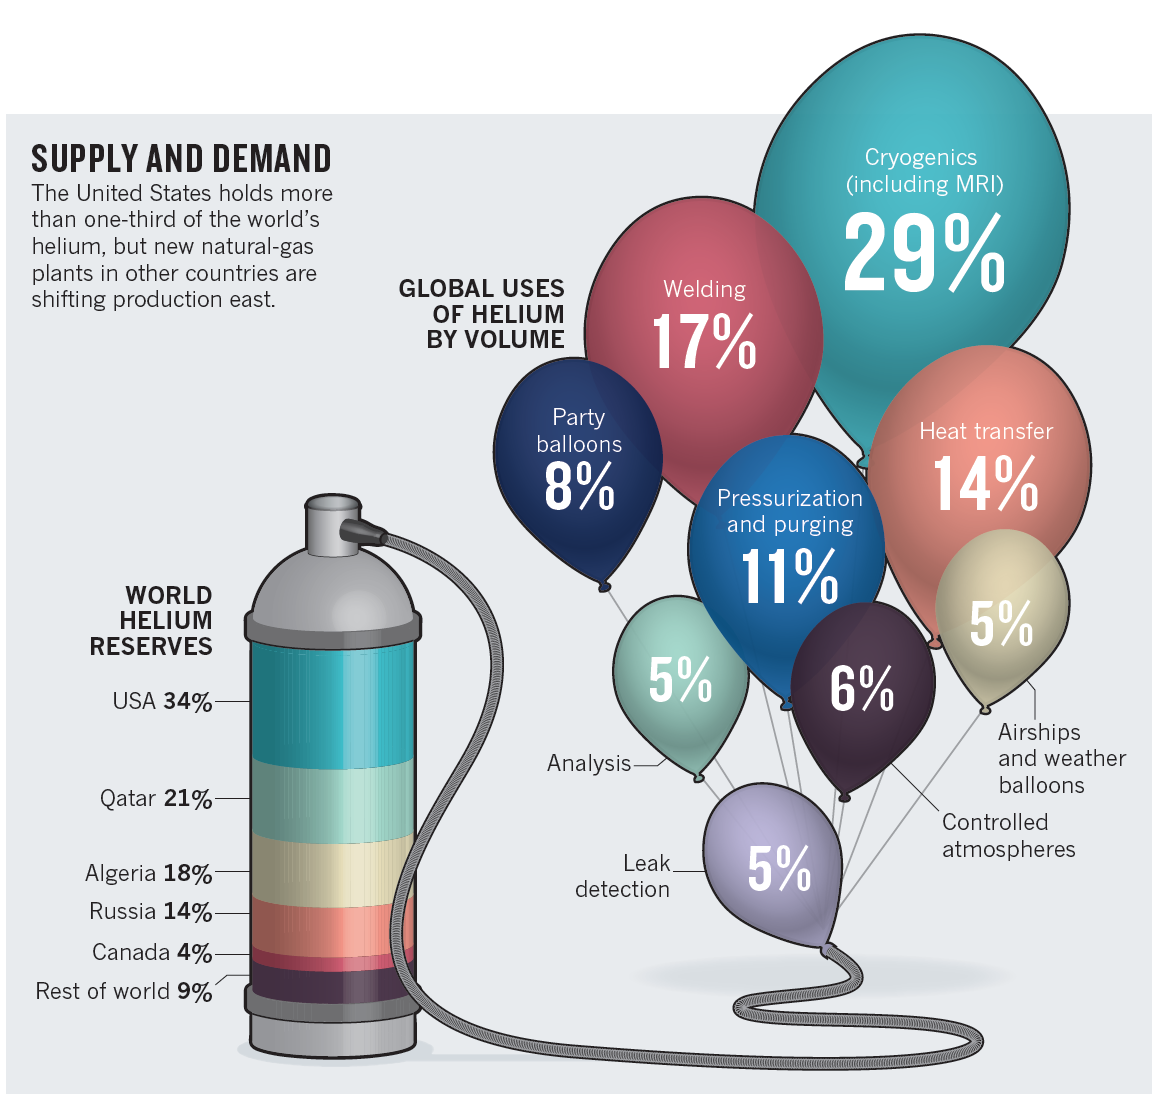 SUPPLY AND DEMAND
The United States holds more
than one-third of the world’s
helium, but new natural-gas
plants in other countries are
shifting production east.
GLOBAL USES
OF HELIUM
BY VOLUME
Cryogenics
(including MRI)
29%
Welding
17%
Party
balloons
8%
Heat transfer
14%
Pressurization
and purging
11%
5%
Airships
and weather
balloons
5%
Analysis
6%
Controlled
atmospheres
5%
Leak
detection
WORLD
HELIUM
RESERVES
USA 34%
Qatar 21%
Algeria 18%
Russia 14%
Canada 4%
Rest of world 9%